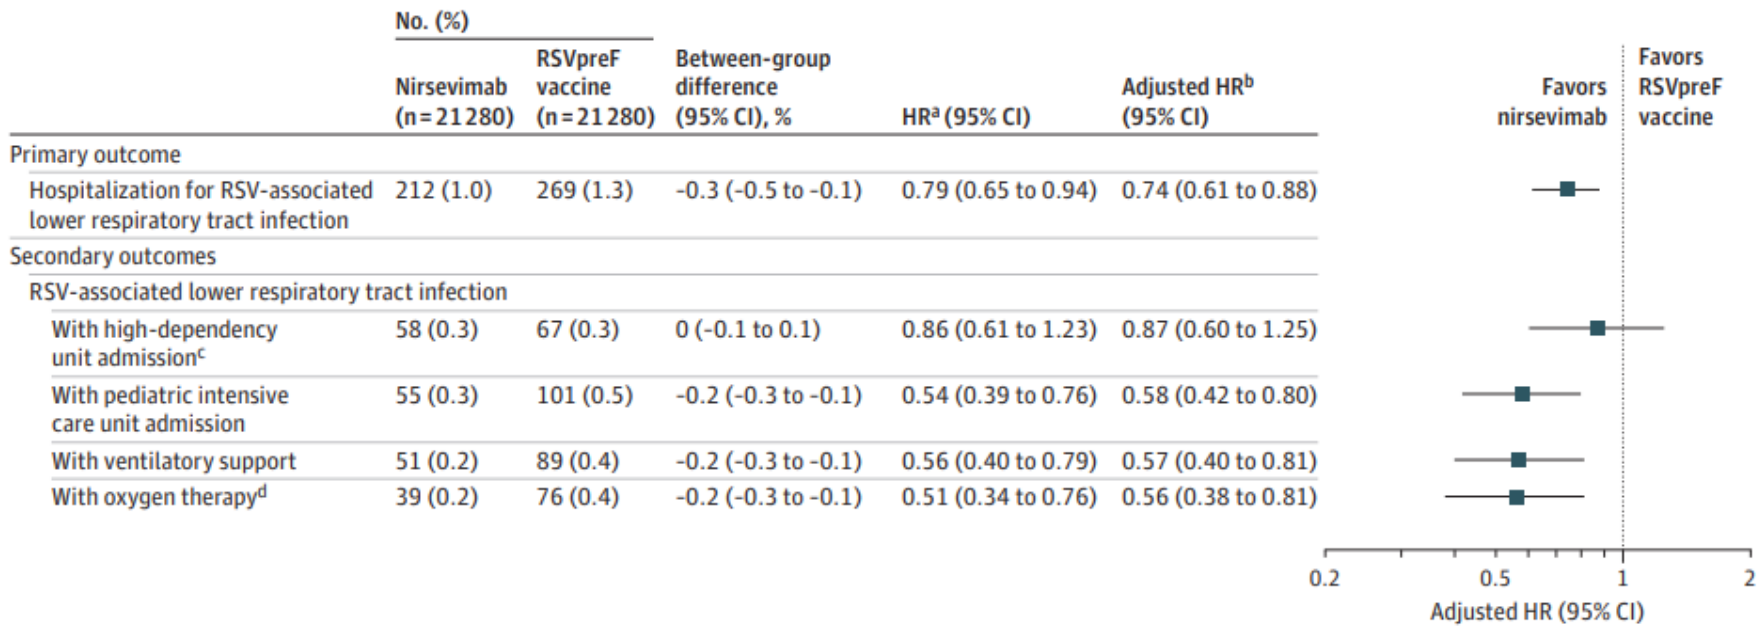 No. (%)
Nirsevimab (n=21280)
RSVpreF vaccine (n=21280)
Between-group difference (95% CI), %
HRa (95% CI)
Adjusted HRb (95% CI)
Favors nirsevimab
Favors RSVpreF vaccine
Primary outcome
Hospitalization for RSV-associated 212 (1.0) 269 (1.3) -0.3 (-0.5 to -0.1) 0.79 (0.65 to 0.94) 0.74 (0.61 to 0.88)
lower respiratory tract infection
Secondary outcomes
RSV-associated lower respiratory tract infection
With high-dependency 58 (0.3) 67 (0.3) 0 (-0.1 to 0.1) 0.86 (0.61 to 1.23) 0.87 (0.60 to 1.25)
unit admissionc
With pediatric intensive 55 (0.3) 101 (0.5) -0.2 (-0.3 to -0.1) 0.54 (0.39 to 0.76) 0.58 (0.42 to 0.80)
care unit admission
With ventilatory support 51 (0.2) 89 (0.4) -0.2 (-0.3 to -0.1) 0.56 (0.40 to 0.79) 0.57 (0.40 to 0.81)
With oxygen therapyd 39 (0.2) 76 (0.4) -0.2 (-0.3 to -0.1) 0.51 (0.34 to 0.76) 0.56 (0.38 to 0.81)
0.2 0.5 1 2
Adjusted HR (95% CI)